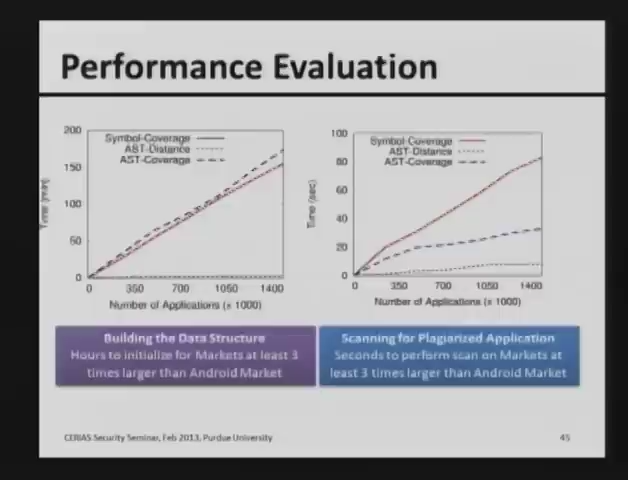 Performance Evaluation
200
150
100
50
0
Time (min)
Symbol-Coverage
AST-Distance
AST-Coverage
0 350 700 1050 1400
Number of Applications (x 1000)
100
80
60
40
20
0
Time (sec)
Symbol-Coverage
AST-Distance
AST-Coverage
0 350 700 1050 1400
Number of Applications (x 1000)
Building the Data Structure
Hours to initialize for Markets at least 3
times larger than Android Market
Scanning for Plagiarized Application
Seconds to perform scan on Markets at
least 3 times larger than Android Market
CERIAS Security Seminar, Feb 2013, Purdue University
45